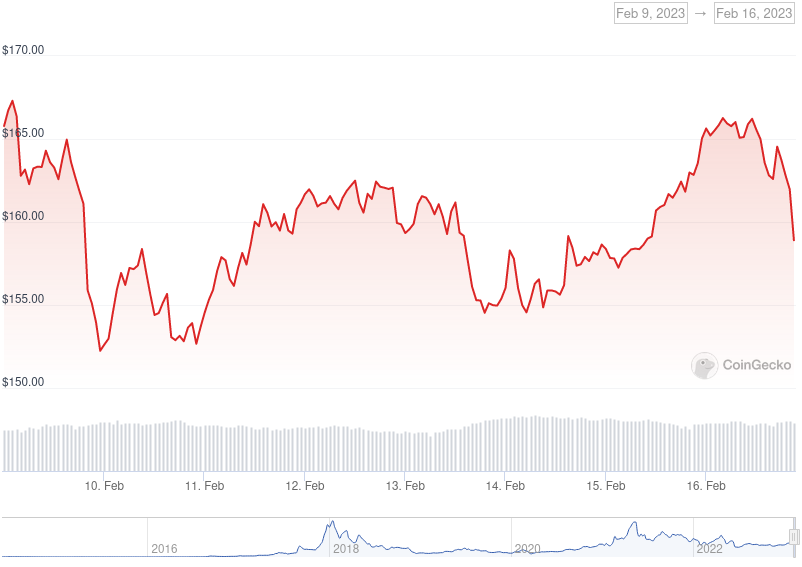 Feb 9, 2023 → Feb 16, 2023
$170.00
$165.00
$160.00
$155.00
$150.00
CoinGecko
10. Feb 11. Feb 12. Feb 13. Feb 14. Feb 15. Feb 16. Feb
2016 2018 2020 2022